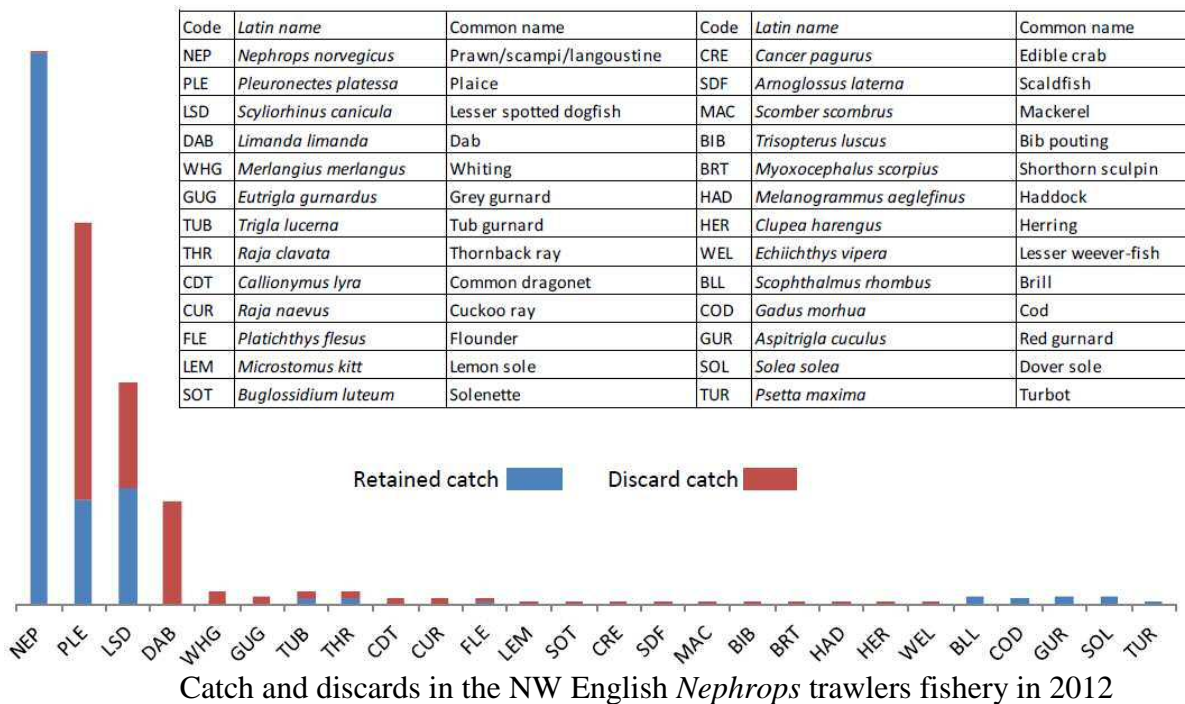 Code Latin name Common name Code Latin name Common name
NEP Nephrops norvegicus Prawn/scampi/langoustine CRE Cancer pagurus Edible crab
PLE Pleuronectes platessa Plaice SDF Arnoglossus laterna Scaldfish
LSD Scyliorhinus canicula Lesser spotted dogfish MAC Scomber scombrus Mackerel
DAB Limanda limanda Dab BIB Trisopterus luscus Bib pouting
WHG Merlangius merlangus Whiting BRT Myoxocephalus scorpius Shorthorn sculpin
GUG Eutrigla gurnardus Grey gurnard HAD Melanogrammus aeglefinus Haddock
TUB Trigla lucerna Tub gurnard HER Clupea harengus Herring
THR Raja clavata Thornback ray WEL Echiichthys vipera Lesser weever-fish
CDT Callionymus lyra Common dragonet BLL Scophthalmus rhombus Brill
CUR Raja naevus Cuckoo ray COD Gadus morhua Cod
FLE Platichthys flesus Flounder GUR Aspitrigla cuculus Red gurnard
LEM Microstomus kitt Lemon sole SOL Solea solea Dover sole
SOT Buglossidium luteum Solenette TUR Psetta maxima Turbot
Retained catch Discard catch
NEP PLE LSD DAB WHG GUG TUB THR CDT CUR FLE LEM SOT CRE SDF MAC BIB BRT HAD HER WEL BLL COD GUR SOL TUR
Catch and discards in the NW English Nephrops trawlers fishery in 2012